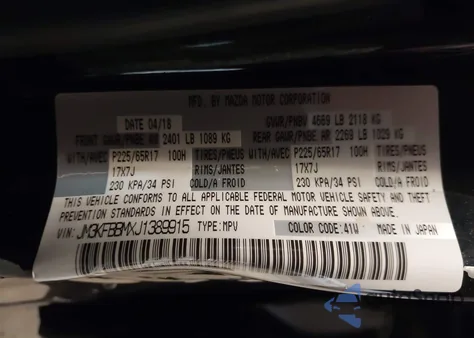 MFD. BY MAZDA MOTOR CORPORATION
DATE 04/18 GVWR/PNBV 4669 LB 2118 KG
FRONT GAWR/PNBE AV 2401 LB 1089 KG REAR GAWR/PNBE AR 2269 LB 1029 KG
WITH/AVEC P225/65R17 100H TIRES/PNEUS WITH/AVEC P225/65R17 100H TIRES/PNEUS
17X7J RIMS/JANTES 17X7J RIMS/JANTES
230 KPA/34 PSI COLD/A FROID 230 KPA/34 PSI COLD/A FROID
THIS VEHICLE CONFORMS TO ALL APPLICABLE FEDERAL MOTOR VEHICLE SAFETY AND THEFT
PREVENTION STANDARDS IN EFFECT ON THE DATE OF MANUFACTURE SHOWN ABOVE.
VIN: JM3KFBBMXJ1389915 TYPE: MPV COLOR CODE: 41W MADE IN JAPAN